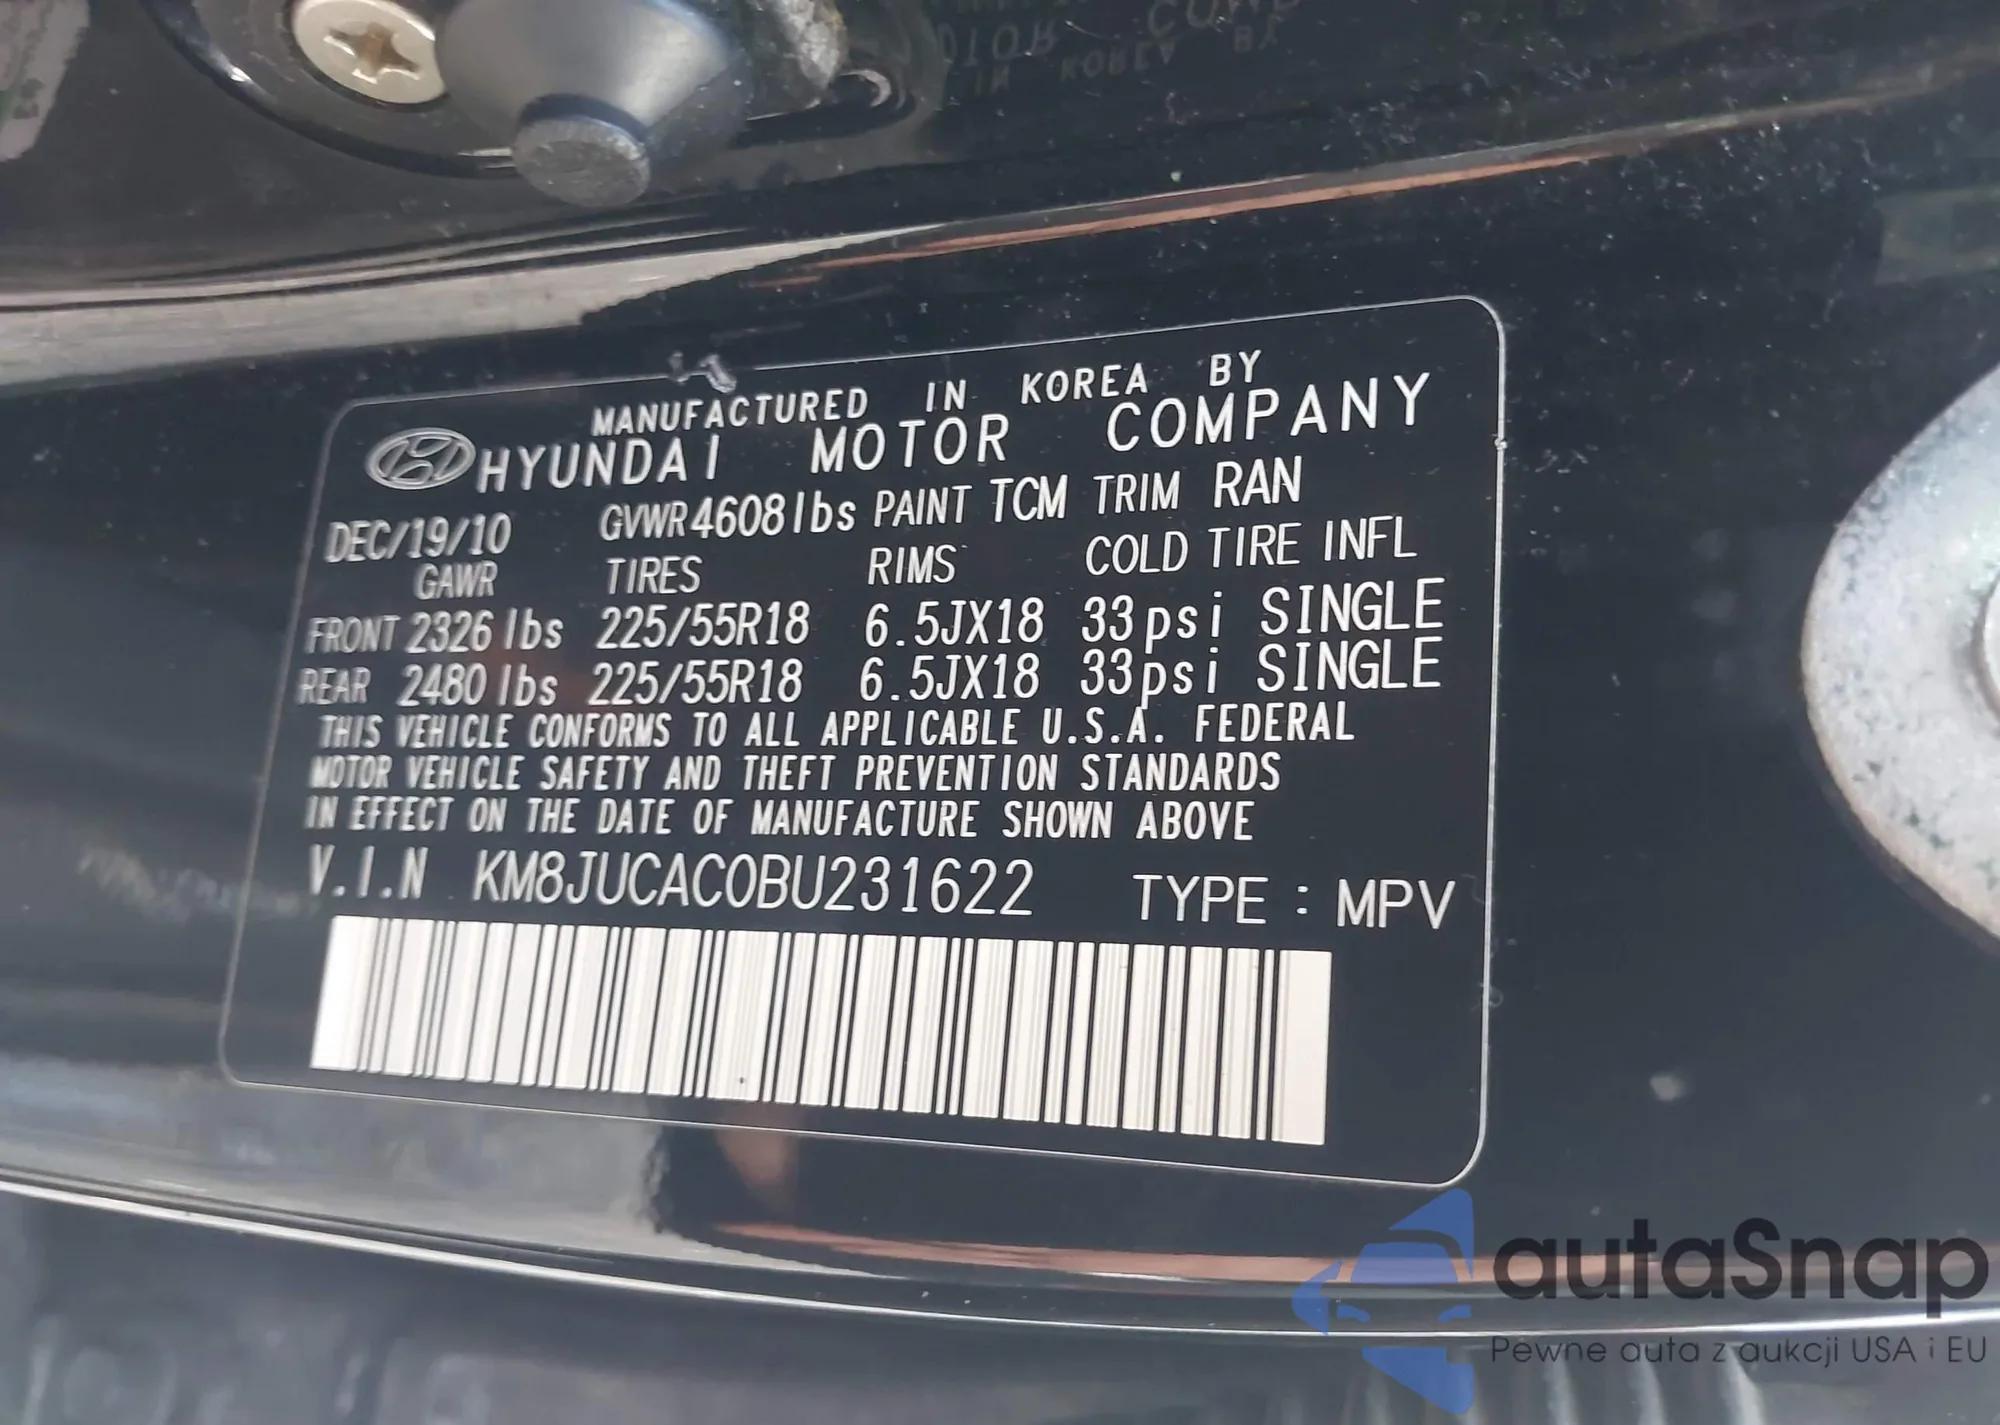 MANUFACTURED IN KOREA BY
HYUNDAI MOTOR COMPANY
DEC/19/10 GVWR 4608 lbs PAINT TCM TRIM RAN
GAWR TIRES RIMS COLD TIRE INFL
FRONT 2326 lbs 225/55R18 6.5JX18 33psi SINGLE
REAR 2480 lbs 225/55R18 6.5JX18 33psi SINGLE
THIS VEHICLE CONFORMS TO ALL APPLICABLE U.S.A. FEDERAL
MOTOR VEHICLE SAFETY AND THEFT PREVENTION STANDARDS
IN EFFECT ON THE DATE OF MANUFACTURE SHOWN ABOVE
V.I.N KM8JUCAC0BU231622 TYPE : MPV
autaSnap
Pewne auta z aukcji USA i EU